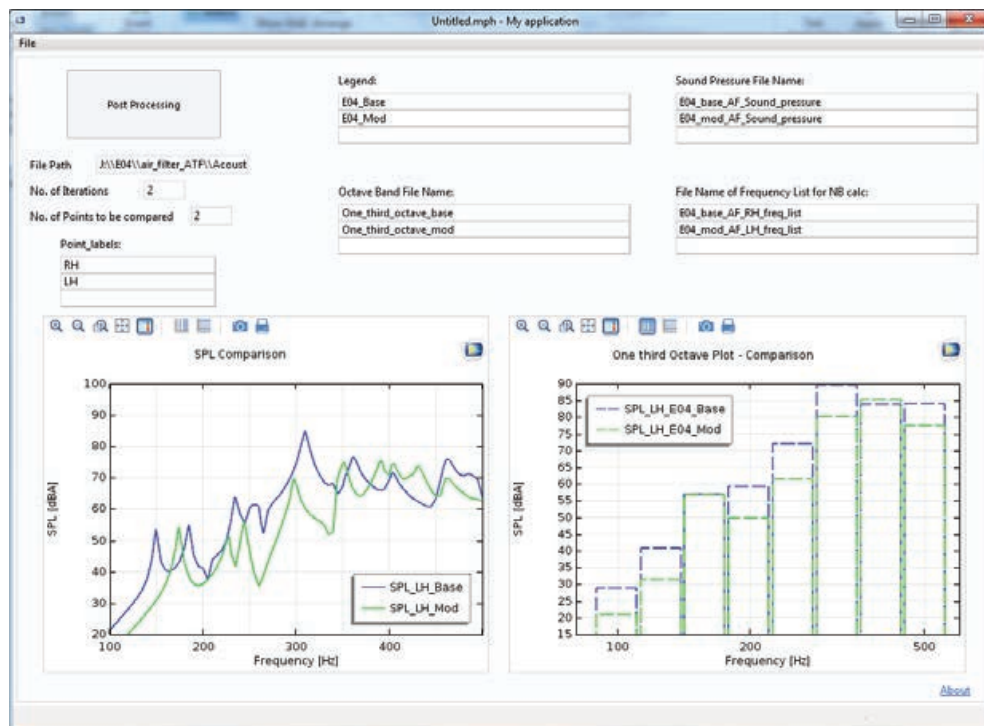 Untitled.mph - My application
File
Post Processing
File Path J:\\E04\\air_filter_ATF\\Acoust
No. of Iterations 2
No. of Points to be compared 2
Point_labels:
RH
LH
Legend:
E04_Base
E04_Mod
Sound Pressure File Name:
E04_base_AF_Sound_pressure
E04_mod_AF_Sound_pressure
Octave Band File Name:
One_third_octave_base
One_third_octave_mod
File Name of Frequency List for NB calc:
E04_base_AF_RH_freq_list
E04_mod_AF_LH_freq_list
SPL Comparison
100
90
80
70
60
50
40
30
20
SPL [dBA]
SPL_LH_Base
SPL_LH_Mod
100 200 300 400
Frequency [Hz]
One third Octave Plot - Comparison
90
85
80
75
70
65
60
55
50
45
40
35
30
25
20
15
SPL [dBA]
SPL_LH_E04_Base
SPL_LH_E04_Mod
100 200 500
Frequency [Hz]
About